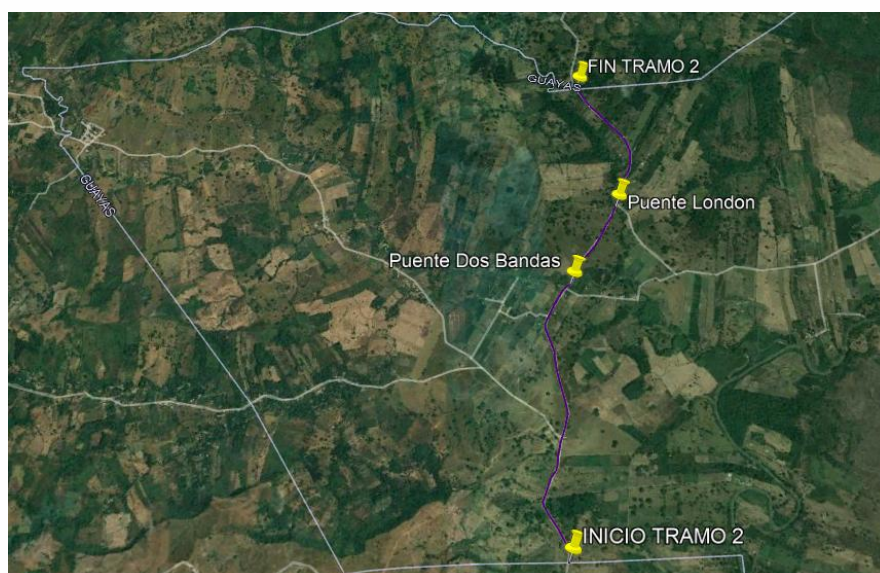 FIN TRAMO 2
GUAYAS
GUAYAS
Puente London
Puente Dos Bandas
INICIO TRAMO 2